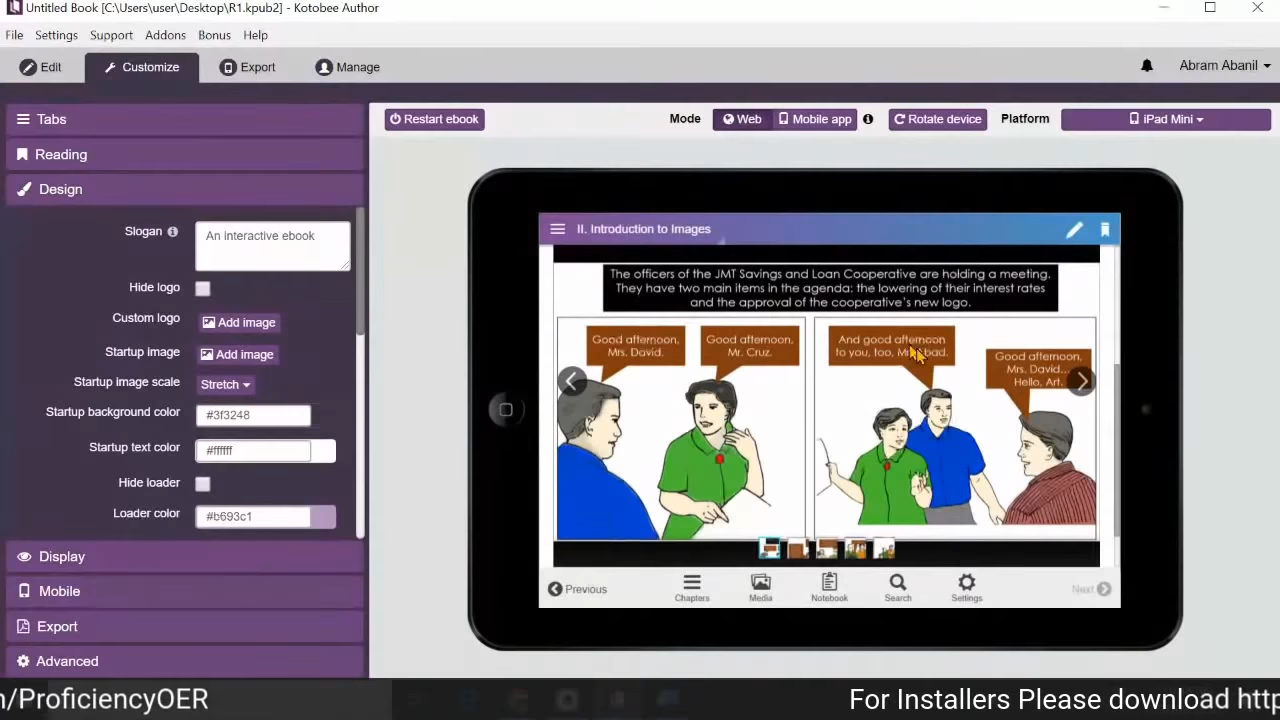 Untitled Book [C:\Users\user\Desktop\R1.kpub2] - Kotobee Author
File Settings Support Addons Bonus Help
Edit Customize Export Manage Abram Abanil
Tabs
Restart ebook Mode Web Mobile app Rotate device Platform iPad Mini
Reading
Design
Slogan An interactive ebook
Hide logo
Custom logo Add image
Startup image Add image
Startup image scale Stretch
Startup background color #3f3248
Startup text color #ffffff
Hide loader
Loader color #b693c1
Display
Mobile
Export
Advanced
II. Introduction to Images
The officers of the JMT Savings and Loan Cooperative are holding a meeting.
They have two main items in the agenda: the lowering of their interest rates
and the approval of the cooperative's new logo.
Good afternoon,
Mrs. David.
Good afternoon,
Mr. Cruz.
And good afternoon
to you, too,
Good afternoon,
Mrs. David...
Hello, Art.
Previous Chapters Media Notebook Search Settings Next
n/ProficiencyOER For Installers Please download http